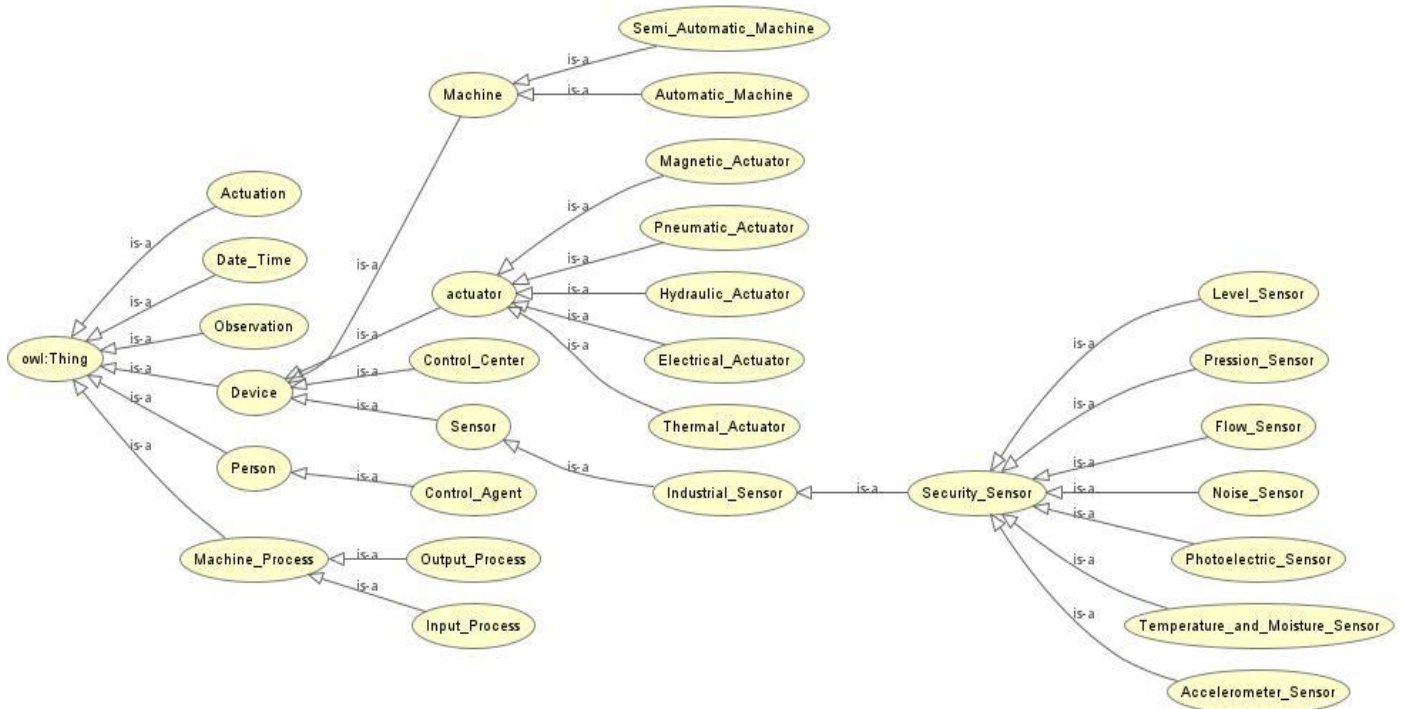 Semi_Automatic_Machine
is-a
Machine
is-a
Automatic_Machine
Magnetic_Actuator
Actuation
is-a
Pneumatic_Actuator
is-a
is-a
Date_Time
is-a
is-a
actuator
is-a
Hydraulic_Actuator
Level_Sensor
is-a
Observation
is-a
is-a
is-a
is-a
owl:Thing
Control_Center
Electrical_Actuator
Pression_Sensor
is-a
is-a
Device
is-a
is-a
is-a
Sensor
Thermal_Actuator
Flow_Sensor
is-a
Person
is-a
is-a
is-a
Control_Agent
Industrial_Sensor
is-a
Security_Sensor
is-a
Noise_Sensor
is-a
Machine_Process
is-a
Output_Process
is-a
Photoelectric_Sensor
is-a
is-a
Input_Process
Temperature_and_Moisture_Sensor
Accelerometer_Sensor